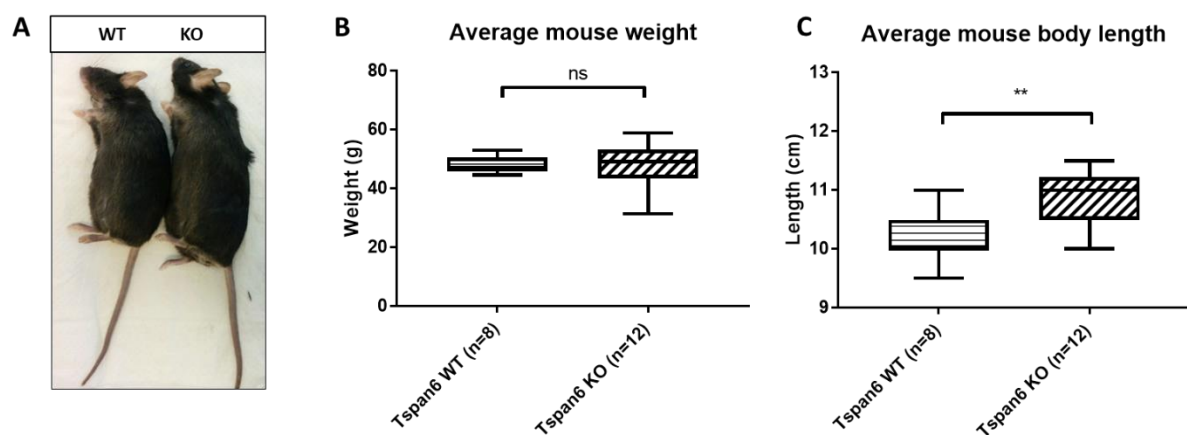 A
WT KO
B
Average mouse weight
ns
80
60
40
20
0
Weight (g)
Tspan6 WT (n=8)
Tspan6 KO (n=12)
C
Average mouse body length
**
13
12
11
10
9
Length (cm)
Tspan6 WT (n=8)
Tspan6 KO (n=12)